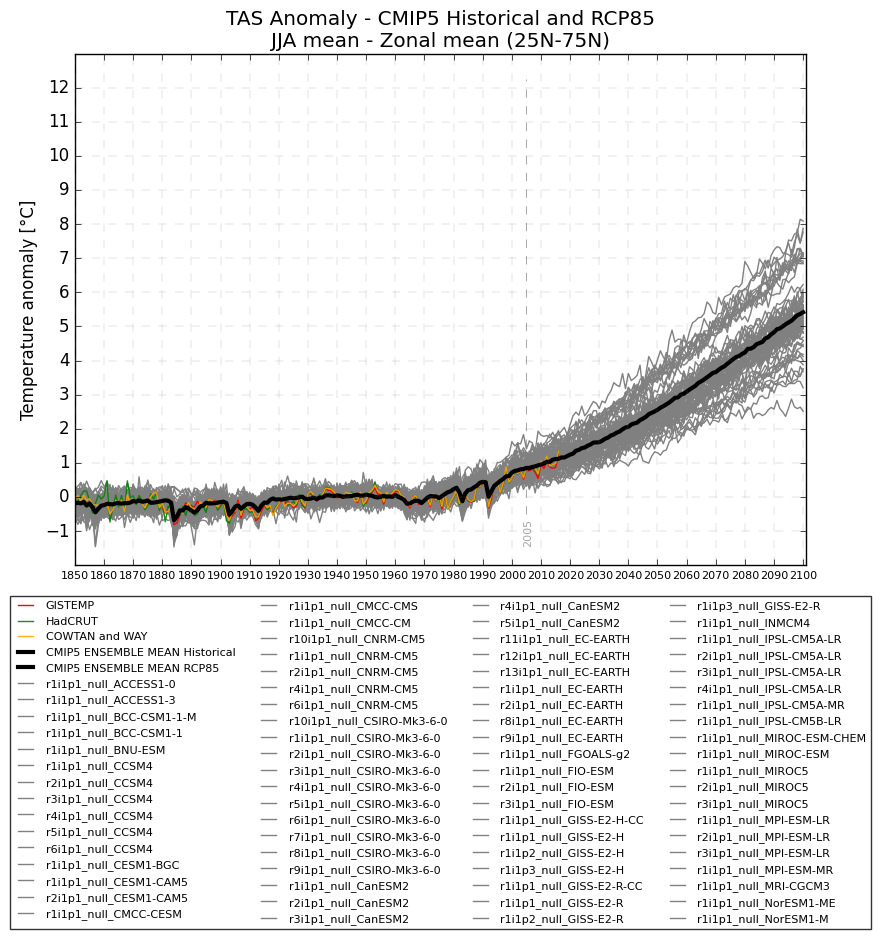 TAS Anomaly - CMIP5 Historical and RCP85
JJA mean - Zonal mean (25N-75N)
Temperature anomaly [°C]
12
11
10
9
8
7
6
5
4
3
2
1
0
−1
2005
1850 1860 1870 1880 1890 1900 1910 1920 1930 1940 1950 1960 1970 1980 1990 2000 2010 2020 2030 2040 2050 2060 2070 2080 2090 2100
GISTEMP
HadCRUT
COWTAN and WAY
CMIP5 ENSEMBLE MEAN Historical
CMIP5 ENSEMBLE MEAN RCP85
r1i1p1_null_ACCESS1-0
r1i1p1_null_ACCESS1-3
r1i1p1_null_BCC-CSM1-1-M
r1i1p1_null_BCC-CSM1-1
r1i1p1_null_BNU-ESM
r1i1p1_null_CCSM4
r2i1p1_null_CCSM4
r3i1p1_null_CCSM4
r4i1p1_null_CCSM4
r5i1p1_null_CCSM4
r6i1p1_null_CCSM4
r1i1p1_null_CESM1-BGC
r1i1p1_null_CESM1-CAM5
r2i1p1_null_CESM1-CAM5
r1i1p1_null_CMCC-CESM
r1i1p1_null_CMCC-CMS
r1i1p1_null_CMCC-CM
r10i1p1_null_CNRM-CM5
r1i1p1_null_CNRM-CM5
r2i1p1_null_CNRM-CM5
r4i1p1_null_CNRM-CM5
r6i1p1_null_CNRM-CM5
r10i1p1_null_CSIRO-Mk3-6-0
r1i1p1_null_CSIRO-Mk3-6-0
r2i1p1_null_CSIRO-Mk3-6-0
r3i1p1_null_CSIRO-Mk3-6-0
r4i1p1_null_CSIRO-Mk3-6-0
r5i1p1_null_CSIRO-Mk3-6-0
r6i1p1_null_CSIRO-Mk3-6-0
r7i1p1_null_CSIRO-Mk3-6-0
r8i1p1_null_CSIRO-Mk3-6-0
r9i1p1_null_CSIRO-Mk3-6-0
r1i1p1_null_CanESM2
r2i1p1_null_CanESM2
r3i1p1_null_CanESM2
r4i1p1_null_CanESM2
r5i1p1_null_CanESM2
r11i1p1_null_EC-EARTH
r12i1p1_null_EC-EARTH
r13i1p1_null_EC-EARTH
r1i1p1_null_EC-EARTH
r2i1p1_null_EC-EARTH
r8i1p1_null_EC-EARTH
r9i1p1_null_EC-EARTH
r1i1p1_null_FGOALS-g2
r1i1p1_null_FIO-ESM
r2i1p1_null_FIO-ESM
r3i1p1_null_FIO-ESM
r1i1p1_null_GISS-E2-H-CC
r1i1p1_null_GISS-E2-H
r1i1p2_null_GISS-E2-H
r1i1p3_null_GISS-E2-H
r1i1p1_null_GISS-E2-R-CC
r1i1p1_null_GISS-E2-R
r1i1p2_null_GISS-E2-R
r1i1p3_null_GISS-E2-R
r1i1p1_null_INMCM4
r1i1p1_null_IPSL-CM5A-LR
r2i1p1_null_IPSL-CM5A-LR
r3i1p1_null_IPSL-CM5A-LR
r4i1p1_null_IPSL-CM5A-LR
r1i1p1_null_IPSL-CM5A-MR
r1i1p1_null_IPSL-CM5B-LR
r1i1p1_null_MIROC-ESM-CHEM
r1i1p1_null_MIROC-ESM
r1i1p1_null_MIROC5
r2i1p1_null_MIROC5
r3i1p1_null_MIROC5
r1i1p1_null_MPI-ESM-LR
r2i1p1_null_MPI-ESM-LR
r3i1p1_null_MPI-ESM-LR
r1i1p1_null_MPI-ESM-MR
r1i1p1_null_MRI-CGCM3
r1i1p1_null_NorESM1-ME
r1i1p1_null_NorESM1-M